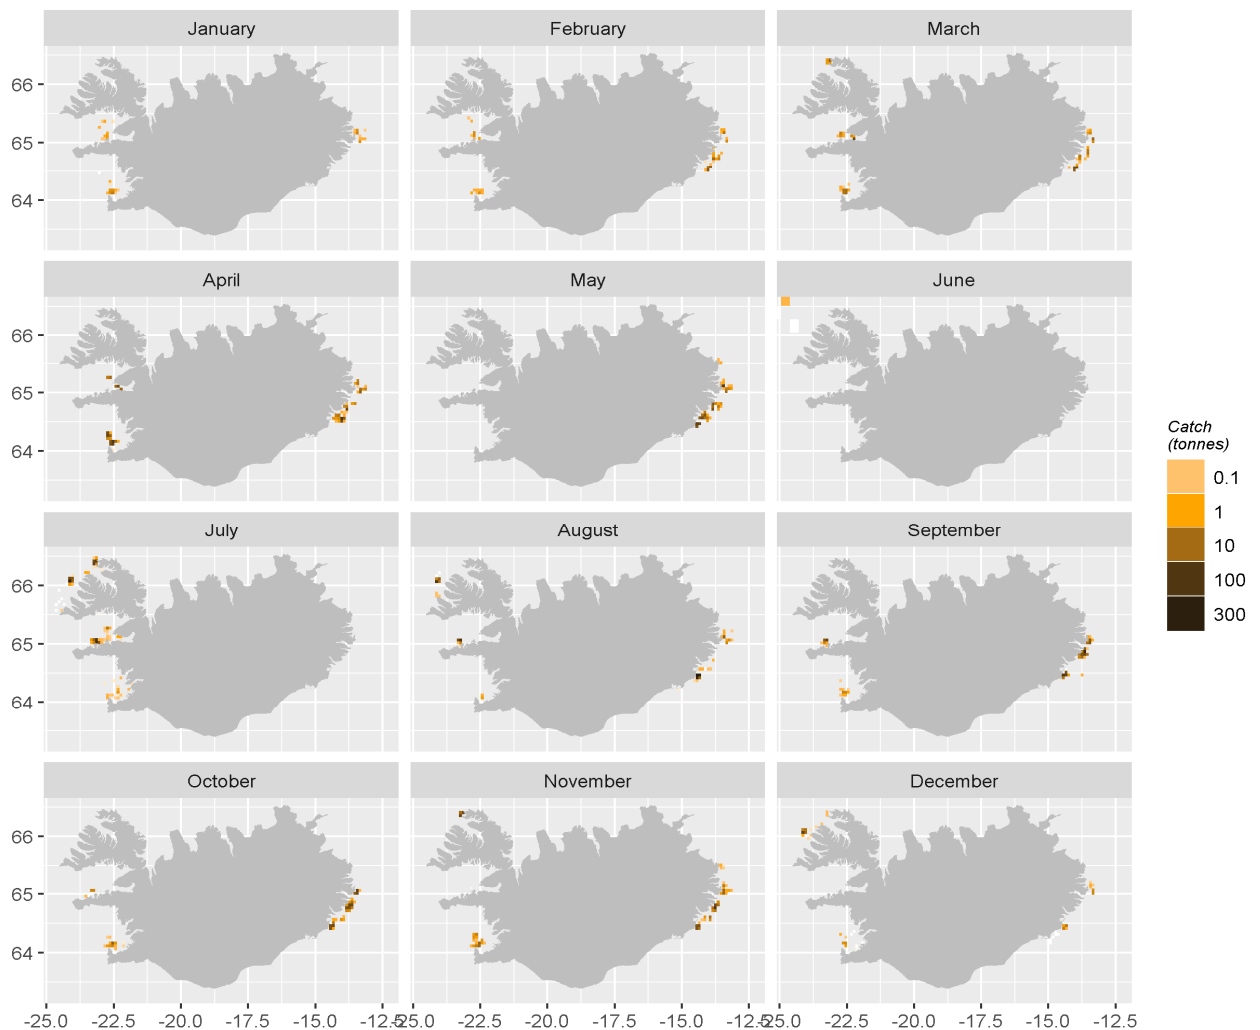 January February March
66
65
64
April May June
66
65
64
Catch
(tonnes)
0.1
1
10
100
300
July August September
66
65
64
October November December
66
65
64
-25.0 -22.5 -20.0 -17.5 -15.0 -12.5 -25.0 -22.5 -20.0 -17.5 -15.0 -12.5 -25.0 -22.5 -20.0 -17.5 -15.0 -12.5